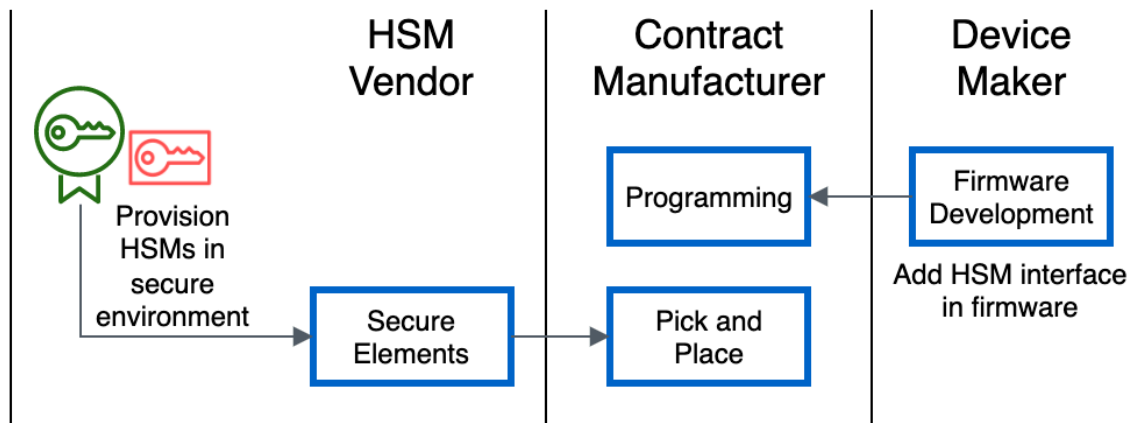 HSM
Vendor
Contract
Manufacturer
Device
Maker
Provision
HSMs in
secure
environment
Secure
Elements
Programming
Pick and
Place
Firmware
Development
Add HSM interface
in firmware